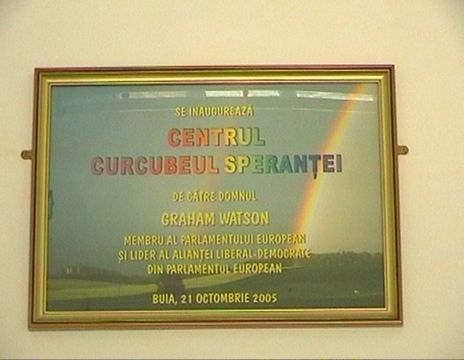 SE INAUGUREAZĂ
CENTRUL
CURCUBEUL SPERANȚEI
DE CĂTRE DOMNUL
GRAHAM WATSON
MEMBRU AL PARLAMENTULUI EUROPEAN
ȘI LIDER AL ALIANȚEI LIBERAL-DEMOCRATE
DIN PARLAMENTUL EUROPEAN
BUIA, 21 OCTOMBRIE 2005